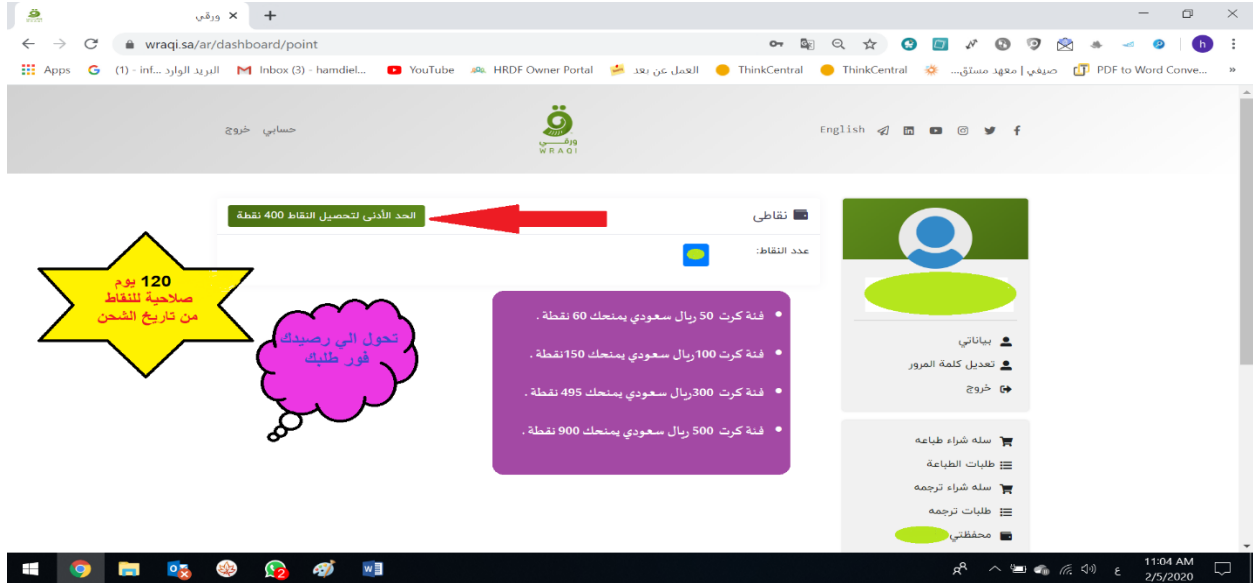 ورقي
wraqi.sa/ar/dashboard/point
Apps
البريد الوارد - inf... (1)
Inbox (3) - hamdiel...
YouTube
HRDF Owner Portal
العمل عن بعد
ThinkCentral
ThinkCentral
صيفي | معهد مستق...
PDF to Word Conve...
حسابي خروج
ورقـــي
WRAQI
English
نقاطى
الحد الأدنى لتحصيل النقاط 400 نقطة
عدد النقاط:
120 يوم
صلاحية للنقاط
من تاريخ الشحن
تحول الي رصيدك
فور طلبك
فئة كرت 50 ريال سعودي يمنحك 60 نقطة .
فئة كرت 100ريال سعودي يمنحك 150نقطة .
فئة كرت 300ريال سعودي يمنحك 495 نقطة .
فئة كرت 500 ريال سعودي يمنحك 900 نقطة .
بياناتي
تعديل كلمة المرور
خروج
سله شراء طباعه
طلبات الطباعة
سله شراء ترجمه
طلبات ترجمه
محفظتي
ع
11:04 AM
2/5/2020